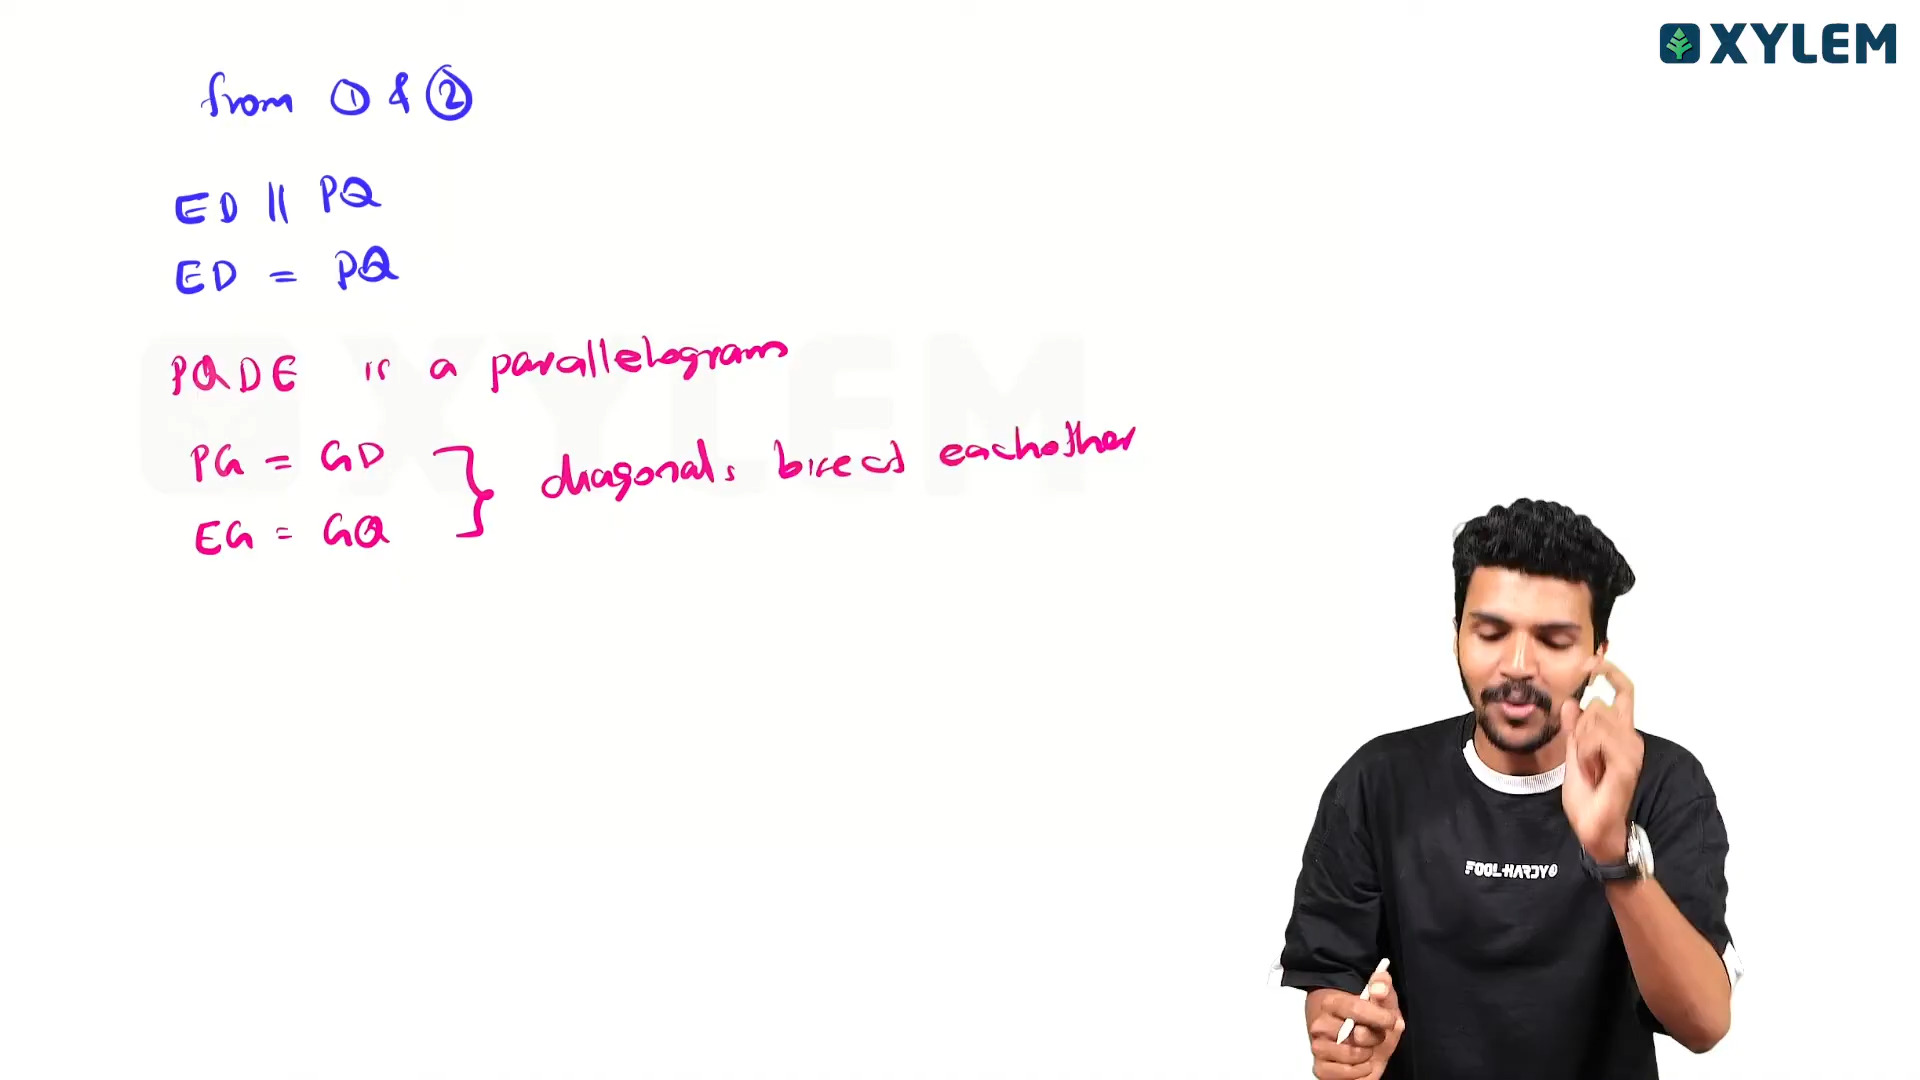 XYLEM
from ① & ②
ED || PQ
ED = PQ
PQDE is a parallelogram
PG = GD
EG = GQ
} diagonals bisect eachother
XYLEM
FOOL-HARDY